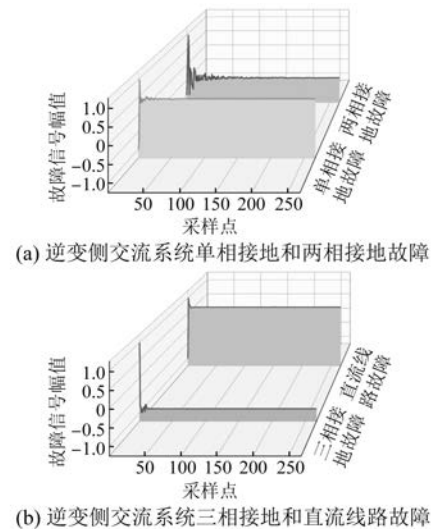 1.0
0.5
0
−0.5
−1.0
故障信号幅值
50 100 150 200 250
采样点
单相接
地故障
两相接
地故障
(a) 逆变侧交流系统单相接地和两相接地故障
1.0
0.5
0
−0.5
−1.0
故障信号幅值
50 100 150 200 250
采样点
三相接
地故障
直流线
路故障
(b) 逆变侧交流系统三相接地和直流线路故障